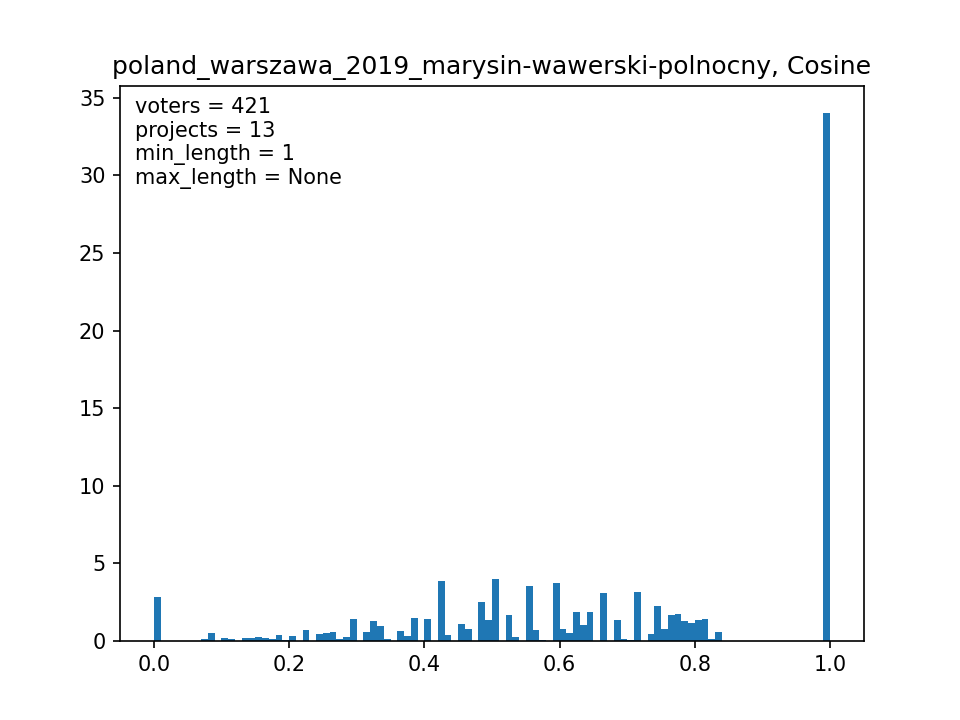 poland_warszawa_2019_marysin-wawerski-polnocny, Cosine
voters = 421
projects = 13
min_length = 1
max_length = None
35
30
25
20
15
10
5
0
0.0 0.2 0.4 0.6 0.8 1.0